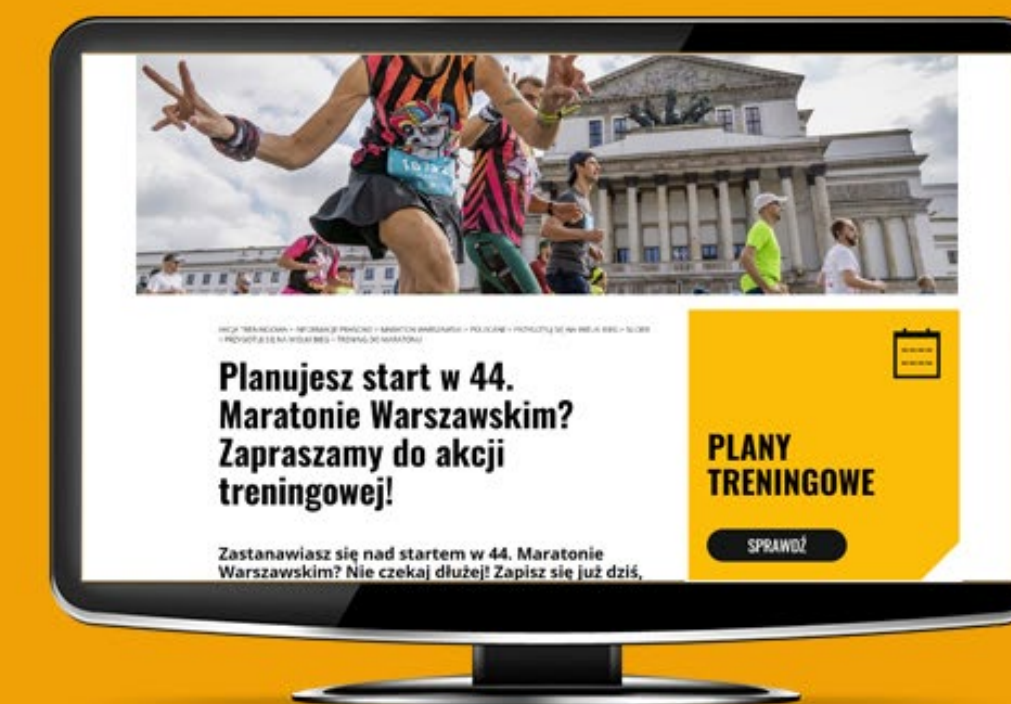 Planujesz start w 44.
Maratonie Warszawskim?
Zapraszamy do akcji
treningowej!
Zastanawiasz się nad startem w 44. Maratonie
Warszawskim? Nie czekaj dłużej! Zapisz się już dziś,
PLANY
TRENINGOWE
SPRAWDŹ